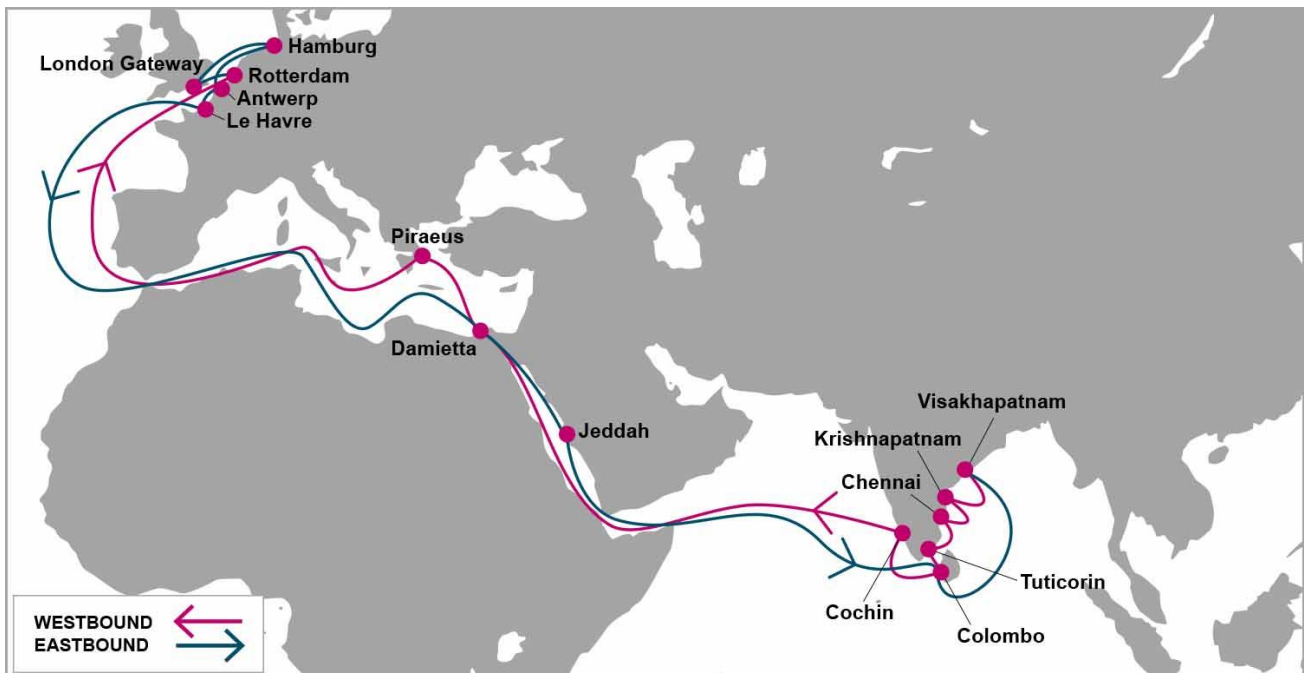 Hamburg
London Gateway
Rotterdam
Antwerp
Le Havre
Piraeus
Damietta
Jeddah
Visakhapatnam
Krishnapatnam
Chennai
Tuticorin
Cochin
Colombo
WESTBOUND
EASTBOUND